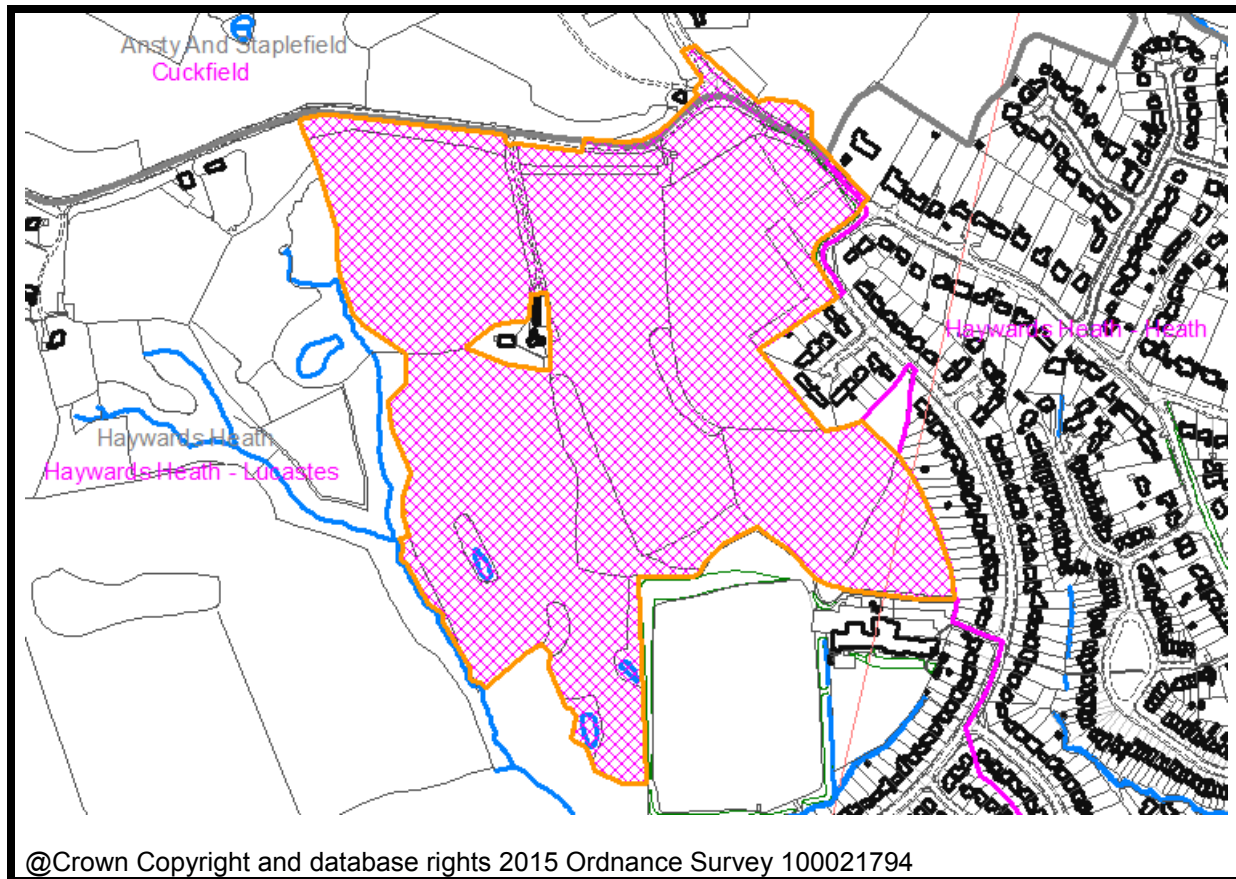 Ansty And Staplefield
Cuckfield
Haywards Heath - Heath
Haywards Heath
Haywards Heath - Lucastes
@Crown Copyright and database rights 2015 Ordnance Survey 100021794